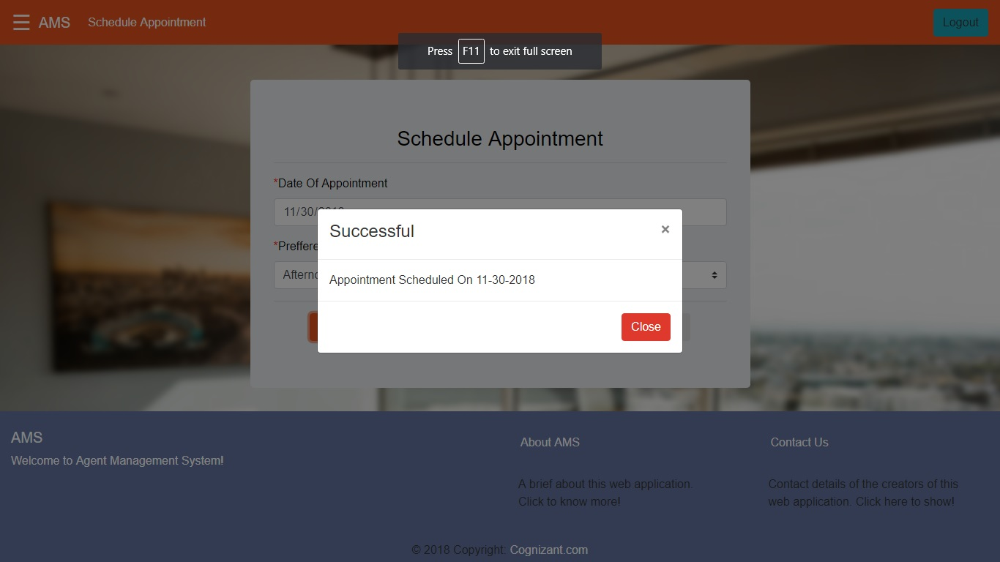 ☰ AMS Schedule Appointment Logout
Press F11 to exit full screen
Schedule Appointment
*Date Of Appointment
11/30/2018
Successful ×
*Preffere
Afterno
Appointment Scheduled On 11-30-2018
Close
AMS
Welcome to Agent Management System!
About AMS
A brief about this web application.
Click to know more!
Contact Us
Contact details of the creators of this
web application. Click here to show!
© 2018 Copyright: Cognizant.com